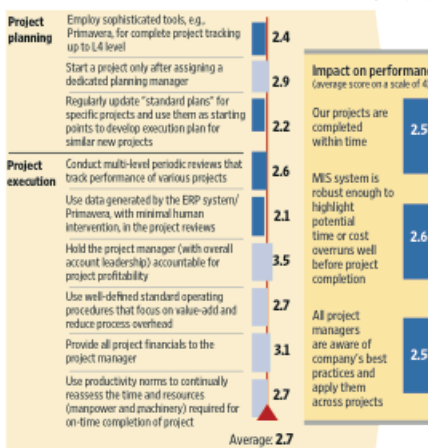 Project planning
Employ sophisticated tools, e.g.,
Primavera, for complete project tracking
up to L4 level
2.4
Start a project only after assigning a
dedicated planning manager
2.9
Regularly update "standard plans" for
specific projects and use them as starting
points to develop execution plan for
similar new projects
2.2
Project execution
Conduct multi-level periodic reviews that
track performance of various projects
2.6
Use data generated by the ERP system/
Primavera, with minimal human
intervention, in the project reviews
2.1
Hold the project manager (with overall
account leadership) accountable for
project profitability
3.5
Use well-defined standard operating
procedures that focus on value-add and
reduce process overhead
2.7
Provide all project financials to the
project manager
3.1
Use productivity norms to continually
reassess the time and resources
(manpower and machinery) required for
on-time completion of project
2.7
Average: 2.7
Impact on performan
(average score on a scale of 4
Our projects are
completed
within time
2.5
MIS system is
robust enough to
highlight
potential
time or cost
overruns well
before project
completion
2.6
All project
managers
are aware of
company's best
practices and
apply them
across projects
2.5